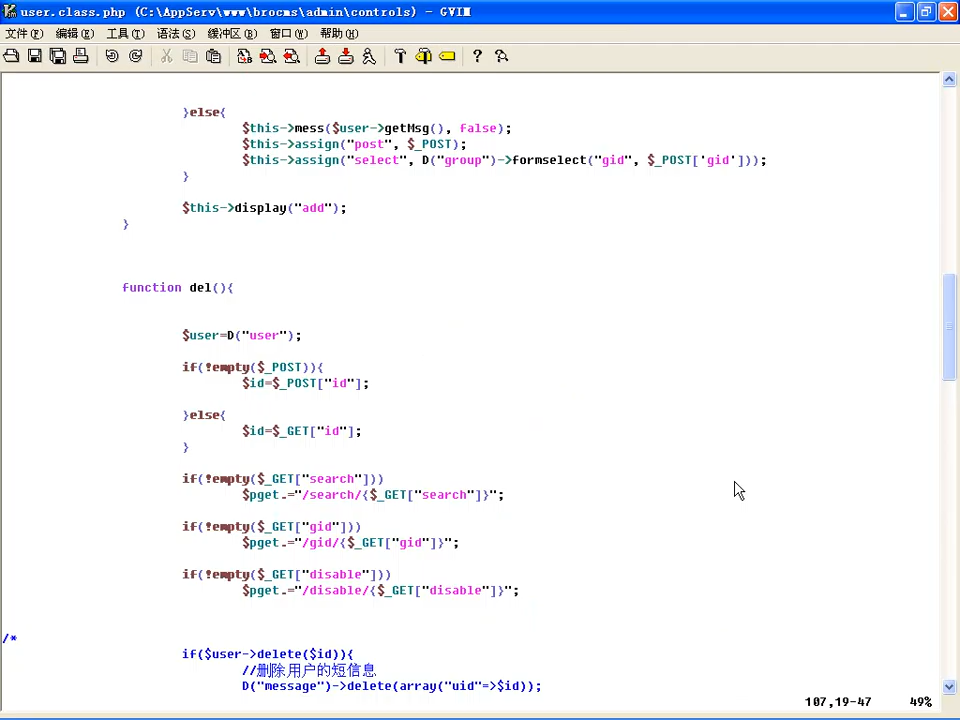 user.class.php (C:\AppServ\www\brocms\admin\controls) - GVIM
文件(F) 编辑(E) 工具(T) 语法(S) 缓冲区(B) 窗口(W) 帮助(H)
}else{
$this->mess($user->getMsg(), false);
$this->assign("post", $_POST);
$this->assign("select", D("group")->formselect("gid", $_POST['gid']));
}
$this->display("add");
}
function del(){
$user=D("user");
if(!empty($_POST)){
$id=$_POST["id"];
}else{
$id=$_GET["id"];
}
if(!empty($_GET["search"]))
$pget.="/search/{$_GET["search"]}";
if(!empty($_GET["gid"]))
$pget.="/gid/{$_GET["gid"]}";
if(!empty($_GET["disable"]))
$pget.="/disable/{$_GET["disable"]}";
/*
if($user->delete($id)){
//删除用户的短信息
D("message")->delete(array("uid"=>$id));
107,19-47 49%